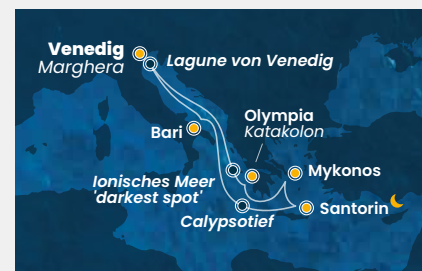 Venedig
Marghera
Lagune von Venedig
Olympia
Katakolon
Bari
Mykonos
Ionisches Meer
'darkest spot'
Santorin
Calypsotief